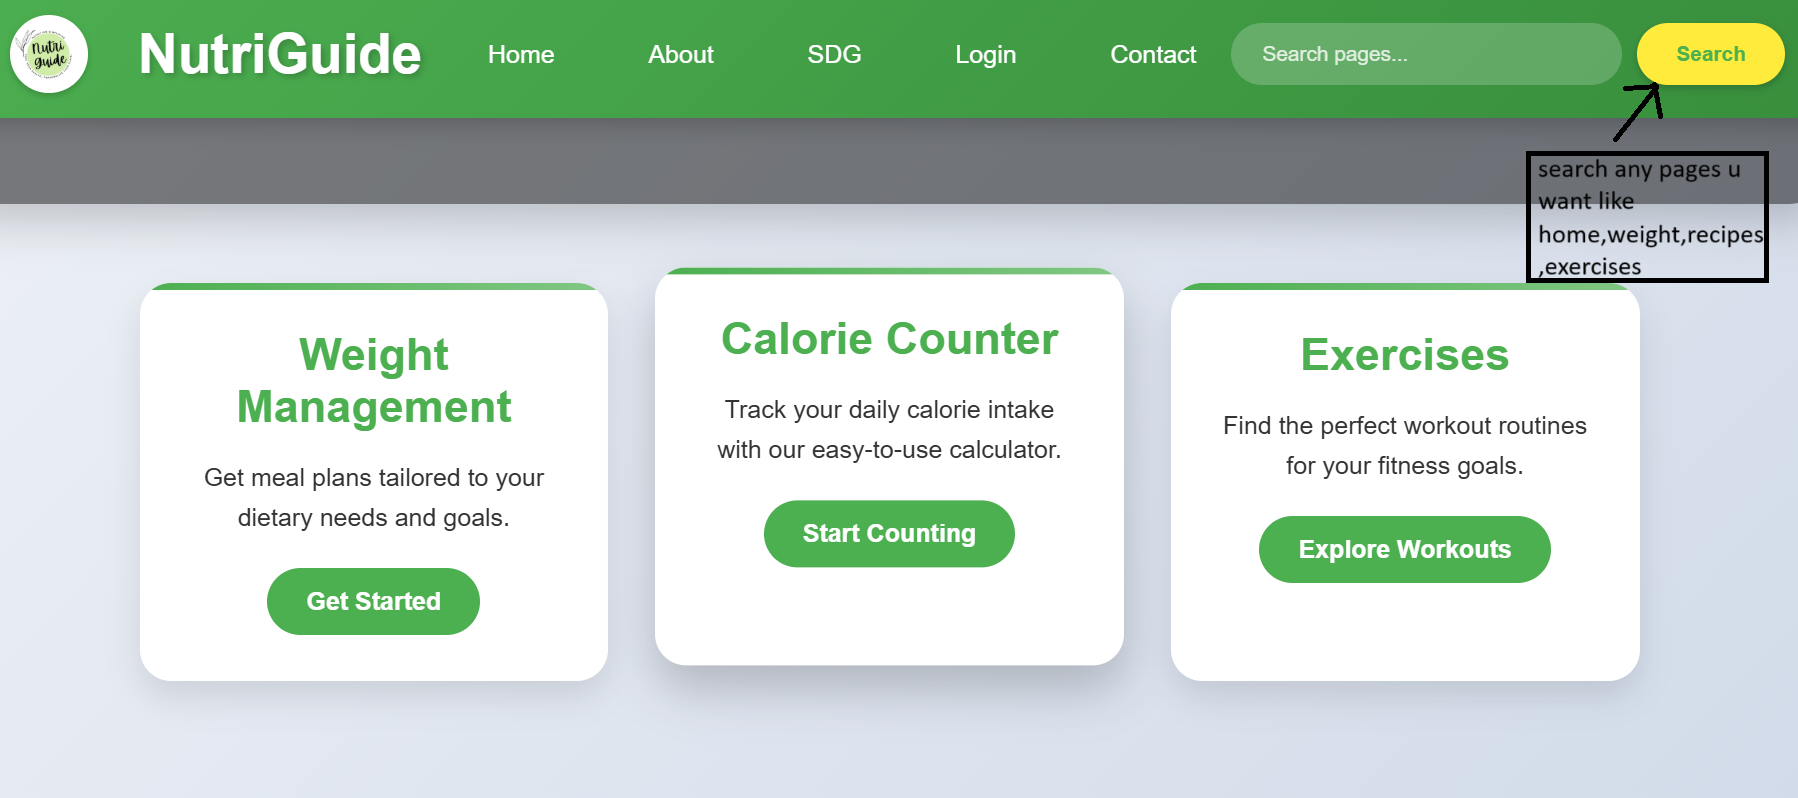 Nutri
guide
NutriGuide
Home
About
SDG
Login
Contact
Search pages...
Search
search any pages u
want like
home,weight,recipes
,exercises
Weight
Management
Get meal plans tailored to your
dietary needs and goals.
Get Started
Calorie Counter
Track your daily calorie intake
with our easy-to-use calculator.
Start Counting
Exercises
Find the perfect workout routines
for your fitness goals.
Explore Workouts